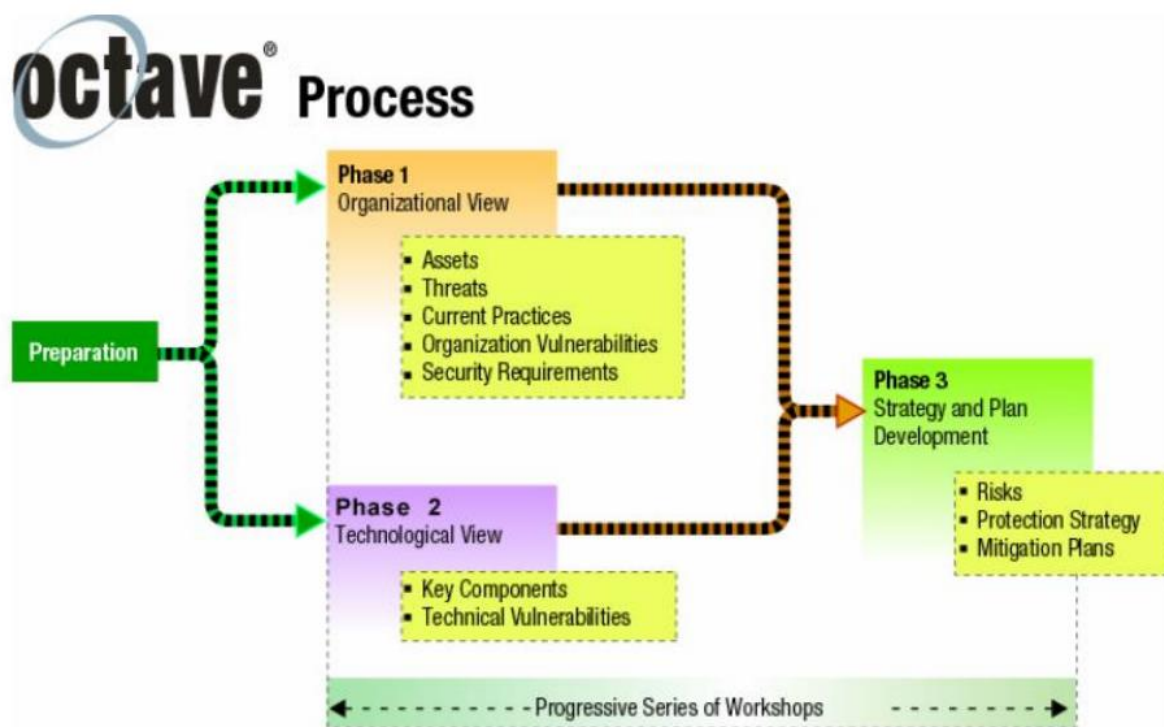 octave® Process
Phase 1
Organizational View
▪ Assets
▪ Threats
▪ Current Practices
▪ Organization Vulnerabilities
▪ Security Requirements
Preparation
Phase 3
Strategy and Plan
Development
▪ Risks
▪ Protection Strategy
▪ Mitigation Plans
Phase 2
Technological View
▪ Key Components
▪ Technical Vulnerabilities
Progressive Series of Workshops